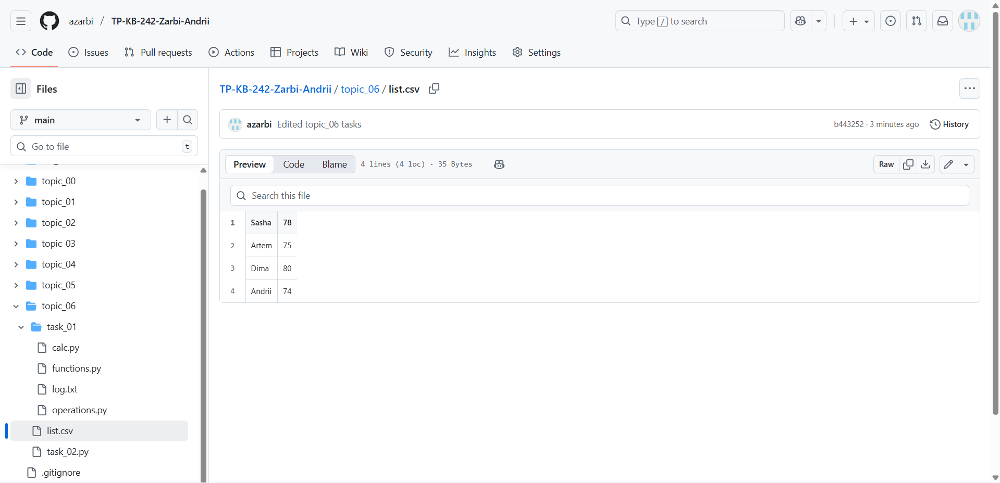 azarbi / TP-KB-242-Zarbi-Andrii
Type / to search
Code Issues Pull requests Actions Projects Wiki Security Insights Settings
Files
main
Go to file t
topic_00
topic_01
topic_02
topic_03
topic_04
topic_05
topic_06
task_01
calc.py
functions.py
log.txt
operations.py
list.csv
task_02.py
.gitignore
TP-KB-242-Zarbi-Andrii / topic_06 / list.csv
azarbi Edited topic_06 tasks b443252 · 3 minutes ago History
Preview Code Blame 4 lines (4 loc) · 35 Bytes Raw
Search this file
1 Sasha 78
2 Artem 75
3 Dima 80
4 Andrii 74